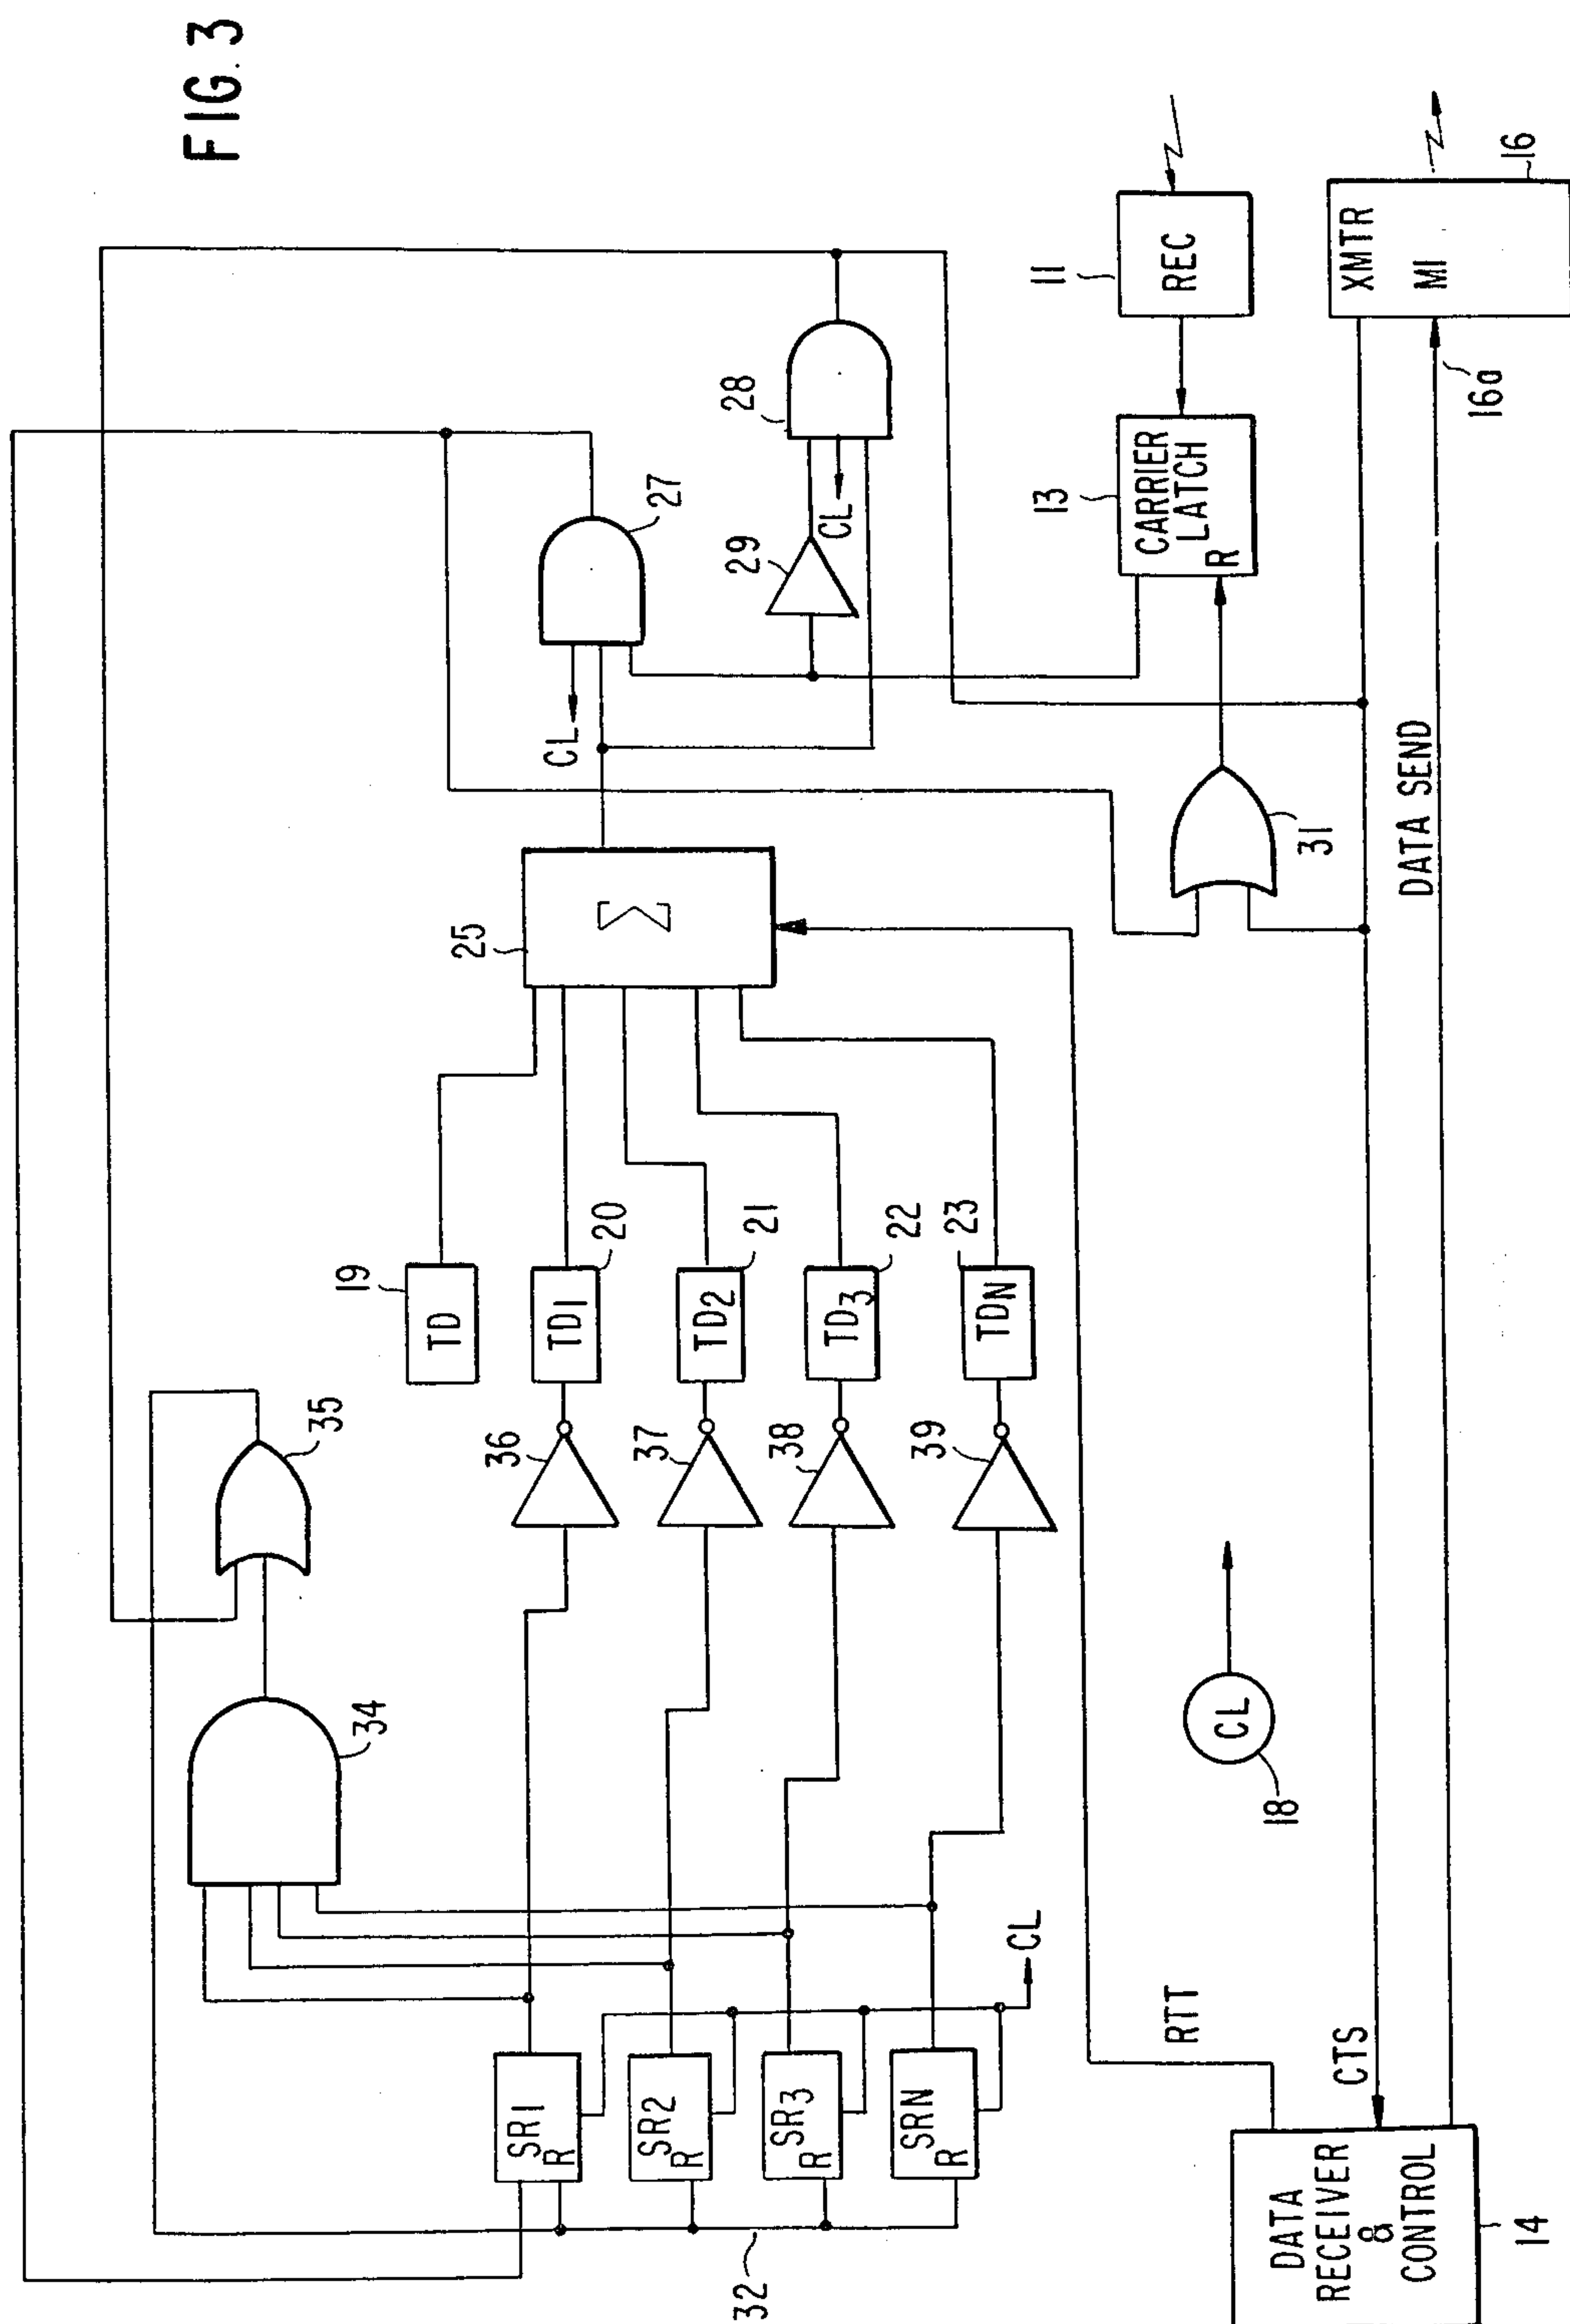 FIG. 3
35
34
19
TD
36
TD1
20
37
TD2
21
38
TD3
22
39
TDN
23
25
Σ
CL
27
28
29
CL
SR1
R
SR2
R
SR3
R
SRN
R
32
CL
CL
18
RTT
CTS
DATA
RECEIVER
&
CONTROL
14
31
13
CARRIER
LATCH
R
11
REC
DATA SEND
16a
XMTR
MI
16